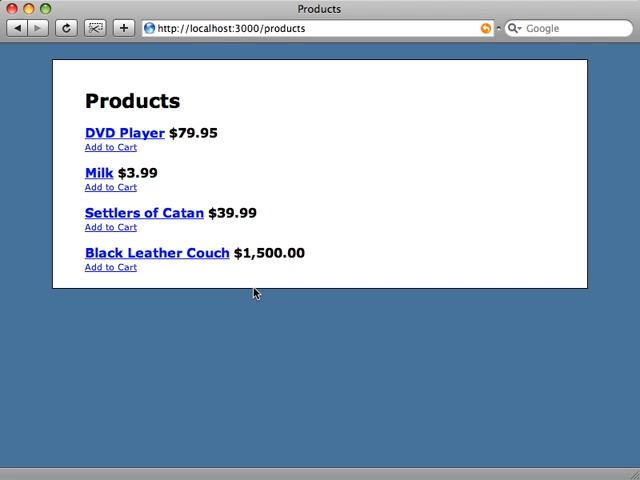 Products
http://localhost:3000/products
Google
Products
DVD Player $79.95
Add to Cart
Milk $3.99
Add to Cart
Settlers of Catan $39.99
Add to Cart
Black Leather Couch $1,500.00
Add to Cart